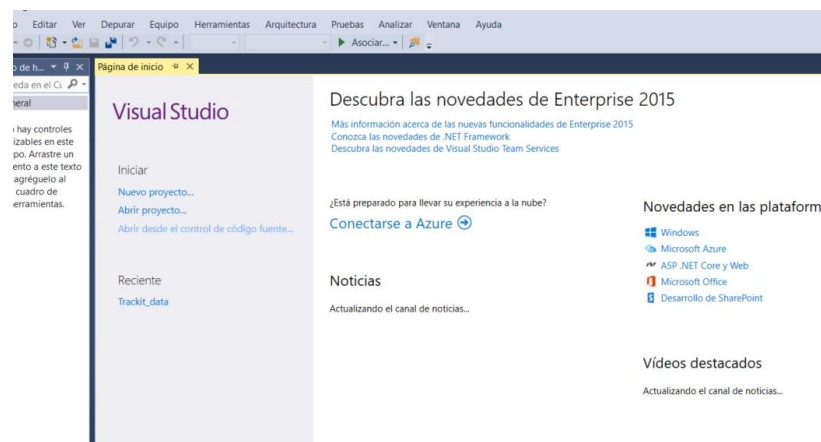 Editar Ver Depurar Equipo Herramientas Arquitectura Pruebas Analizar Ventana Ayuda
Asociar...
de h...
Página de inicio
eda en el Cu
neral
hay controles
izables en este
po. Arrastre un
ento a este texto
agréguelo al
cuadro de
erramientas.
Visual Studio
Iniciar
Nuevo proyecto...
Abrir proyecto...
Abrir desde el control de código fuente...
Reciente
Trackit_data
Descubra las novedades de Enterprise 2015
Más información acerca de las nuevas funcionalidades de Enterprise 2015
Conozca las novedades de .NET Framework
Descubra las novedades de Visual Studio Team Services
¿Está preparado para llevar su experiencia a la nube?
Conectarse a Azure
Noticias
Actualizando el canal de noticias...
Novedades en las plataform
Windows
Microsoft Azure
ASP .NET Core y Web
Microsoft Office
Desarrollo de SharePoint
Vídeos destacados
Actualizando el canal de noticias...